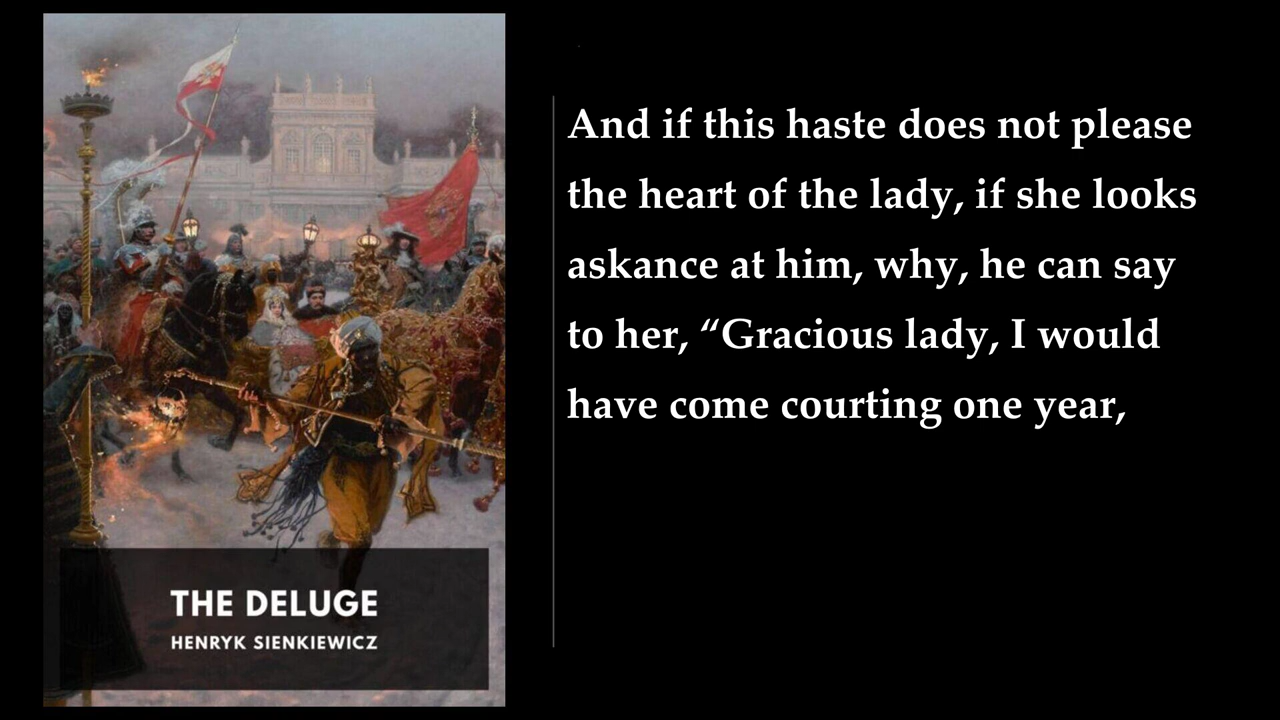 And if this haste does not please
the heart of the lady, if she looks
askance at him, why, he can say
to her, “Gracious lady, I would
have come courting one year,
THE DELUGE
HENRYK SIENKIEWICZ